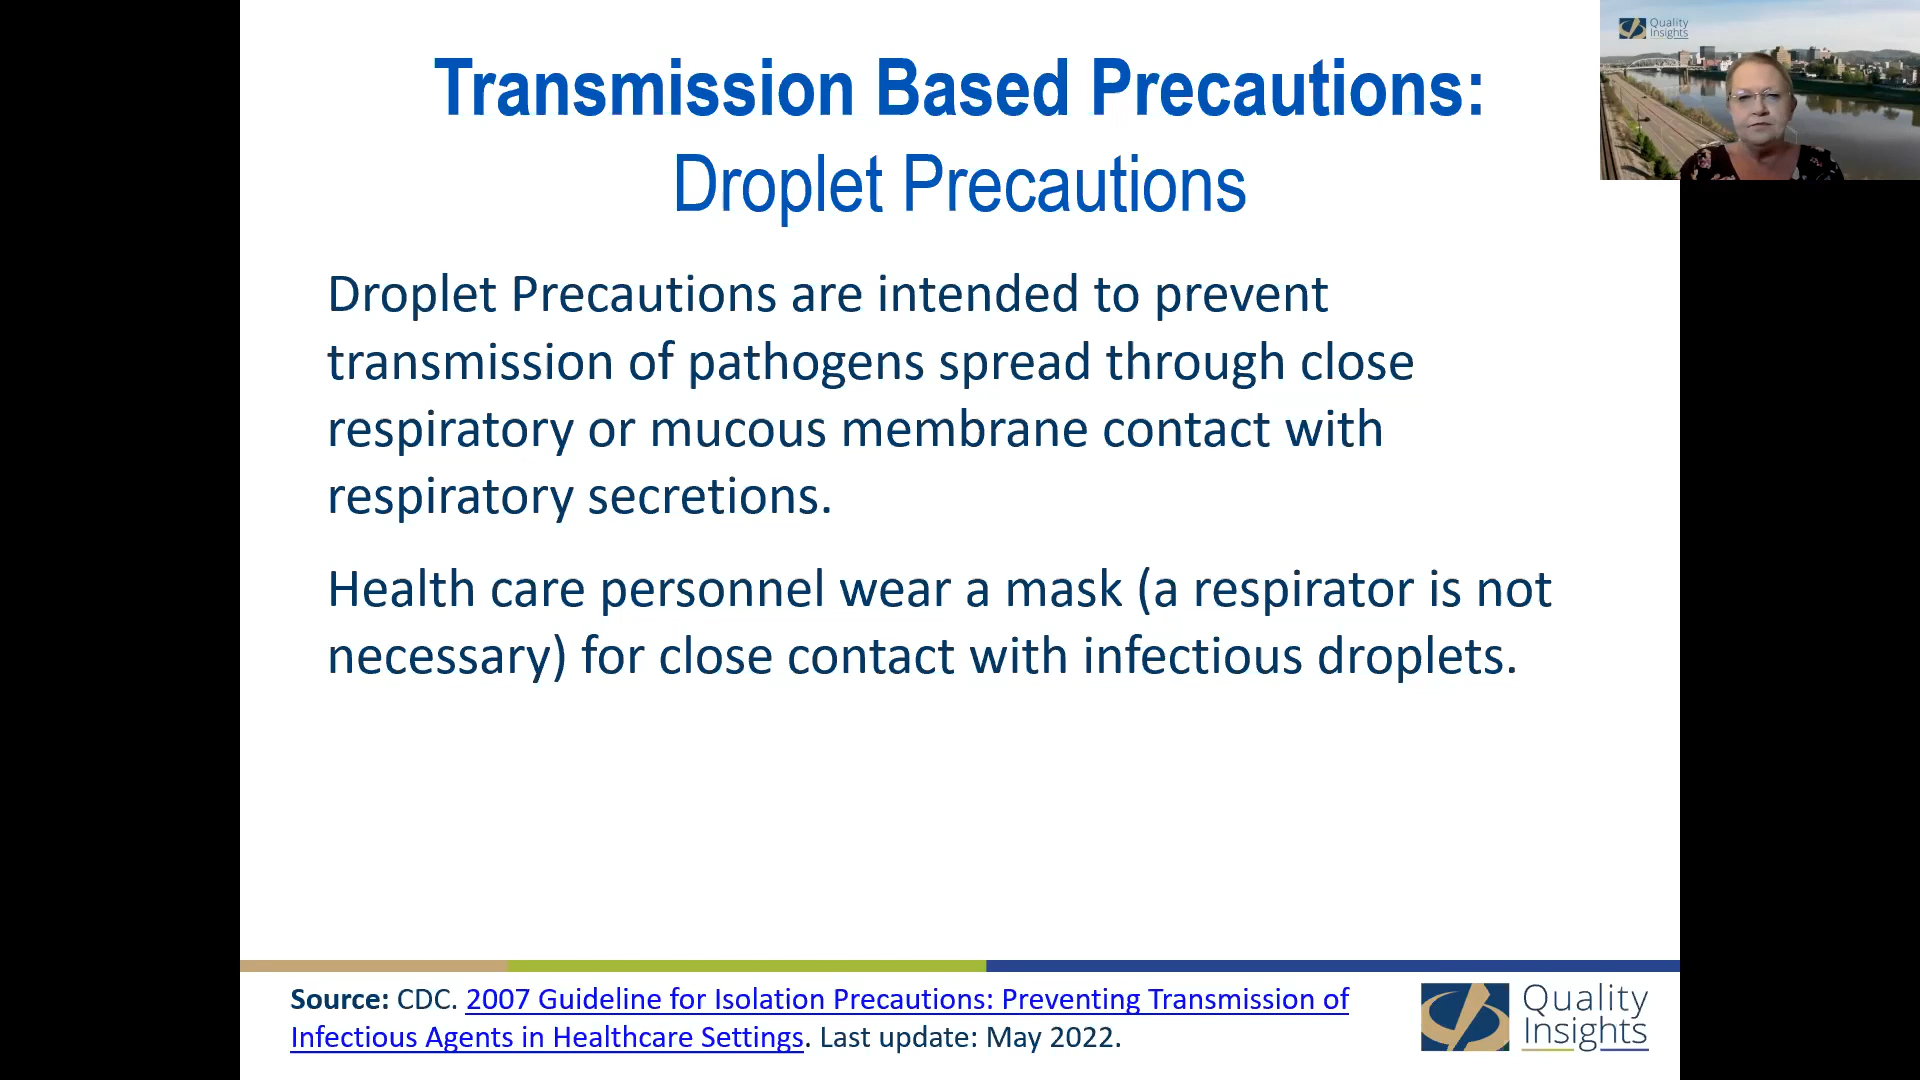 Transmission Based Precautions:
Droplet Precautions
Quality
Insights
Droplet Precautions are intended to prevent
transmission of pathogens spread through close
respiratory or mucous membrane contact with
respiratory secretions.
Health care personnel wear a mask (a respirator is not
necessary) for close contact with infectious droplets.
Source: CDC. 2007 Guideline for Isolation Precautions: Preventing Transmission of
Infectious Agents in Healthcare Settings. Last update: May 2022.
Quality
Insights